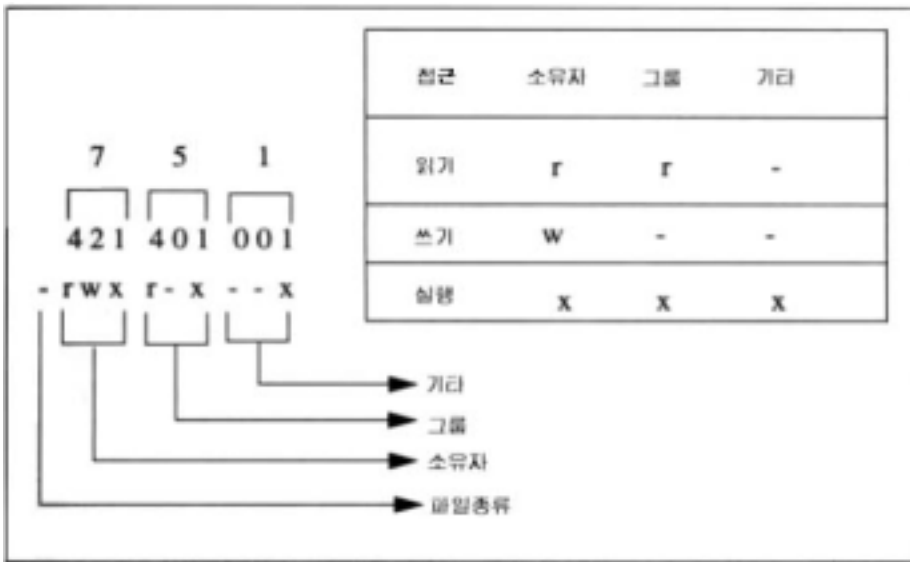 접근 소유자 그룹 기타
읽기 r r -
쓰기 w - -
실행 x x x
7 5 1
421 401 001
- rwx r-x --x
기타
그룹
소유자
파일종류